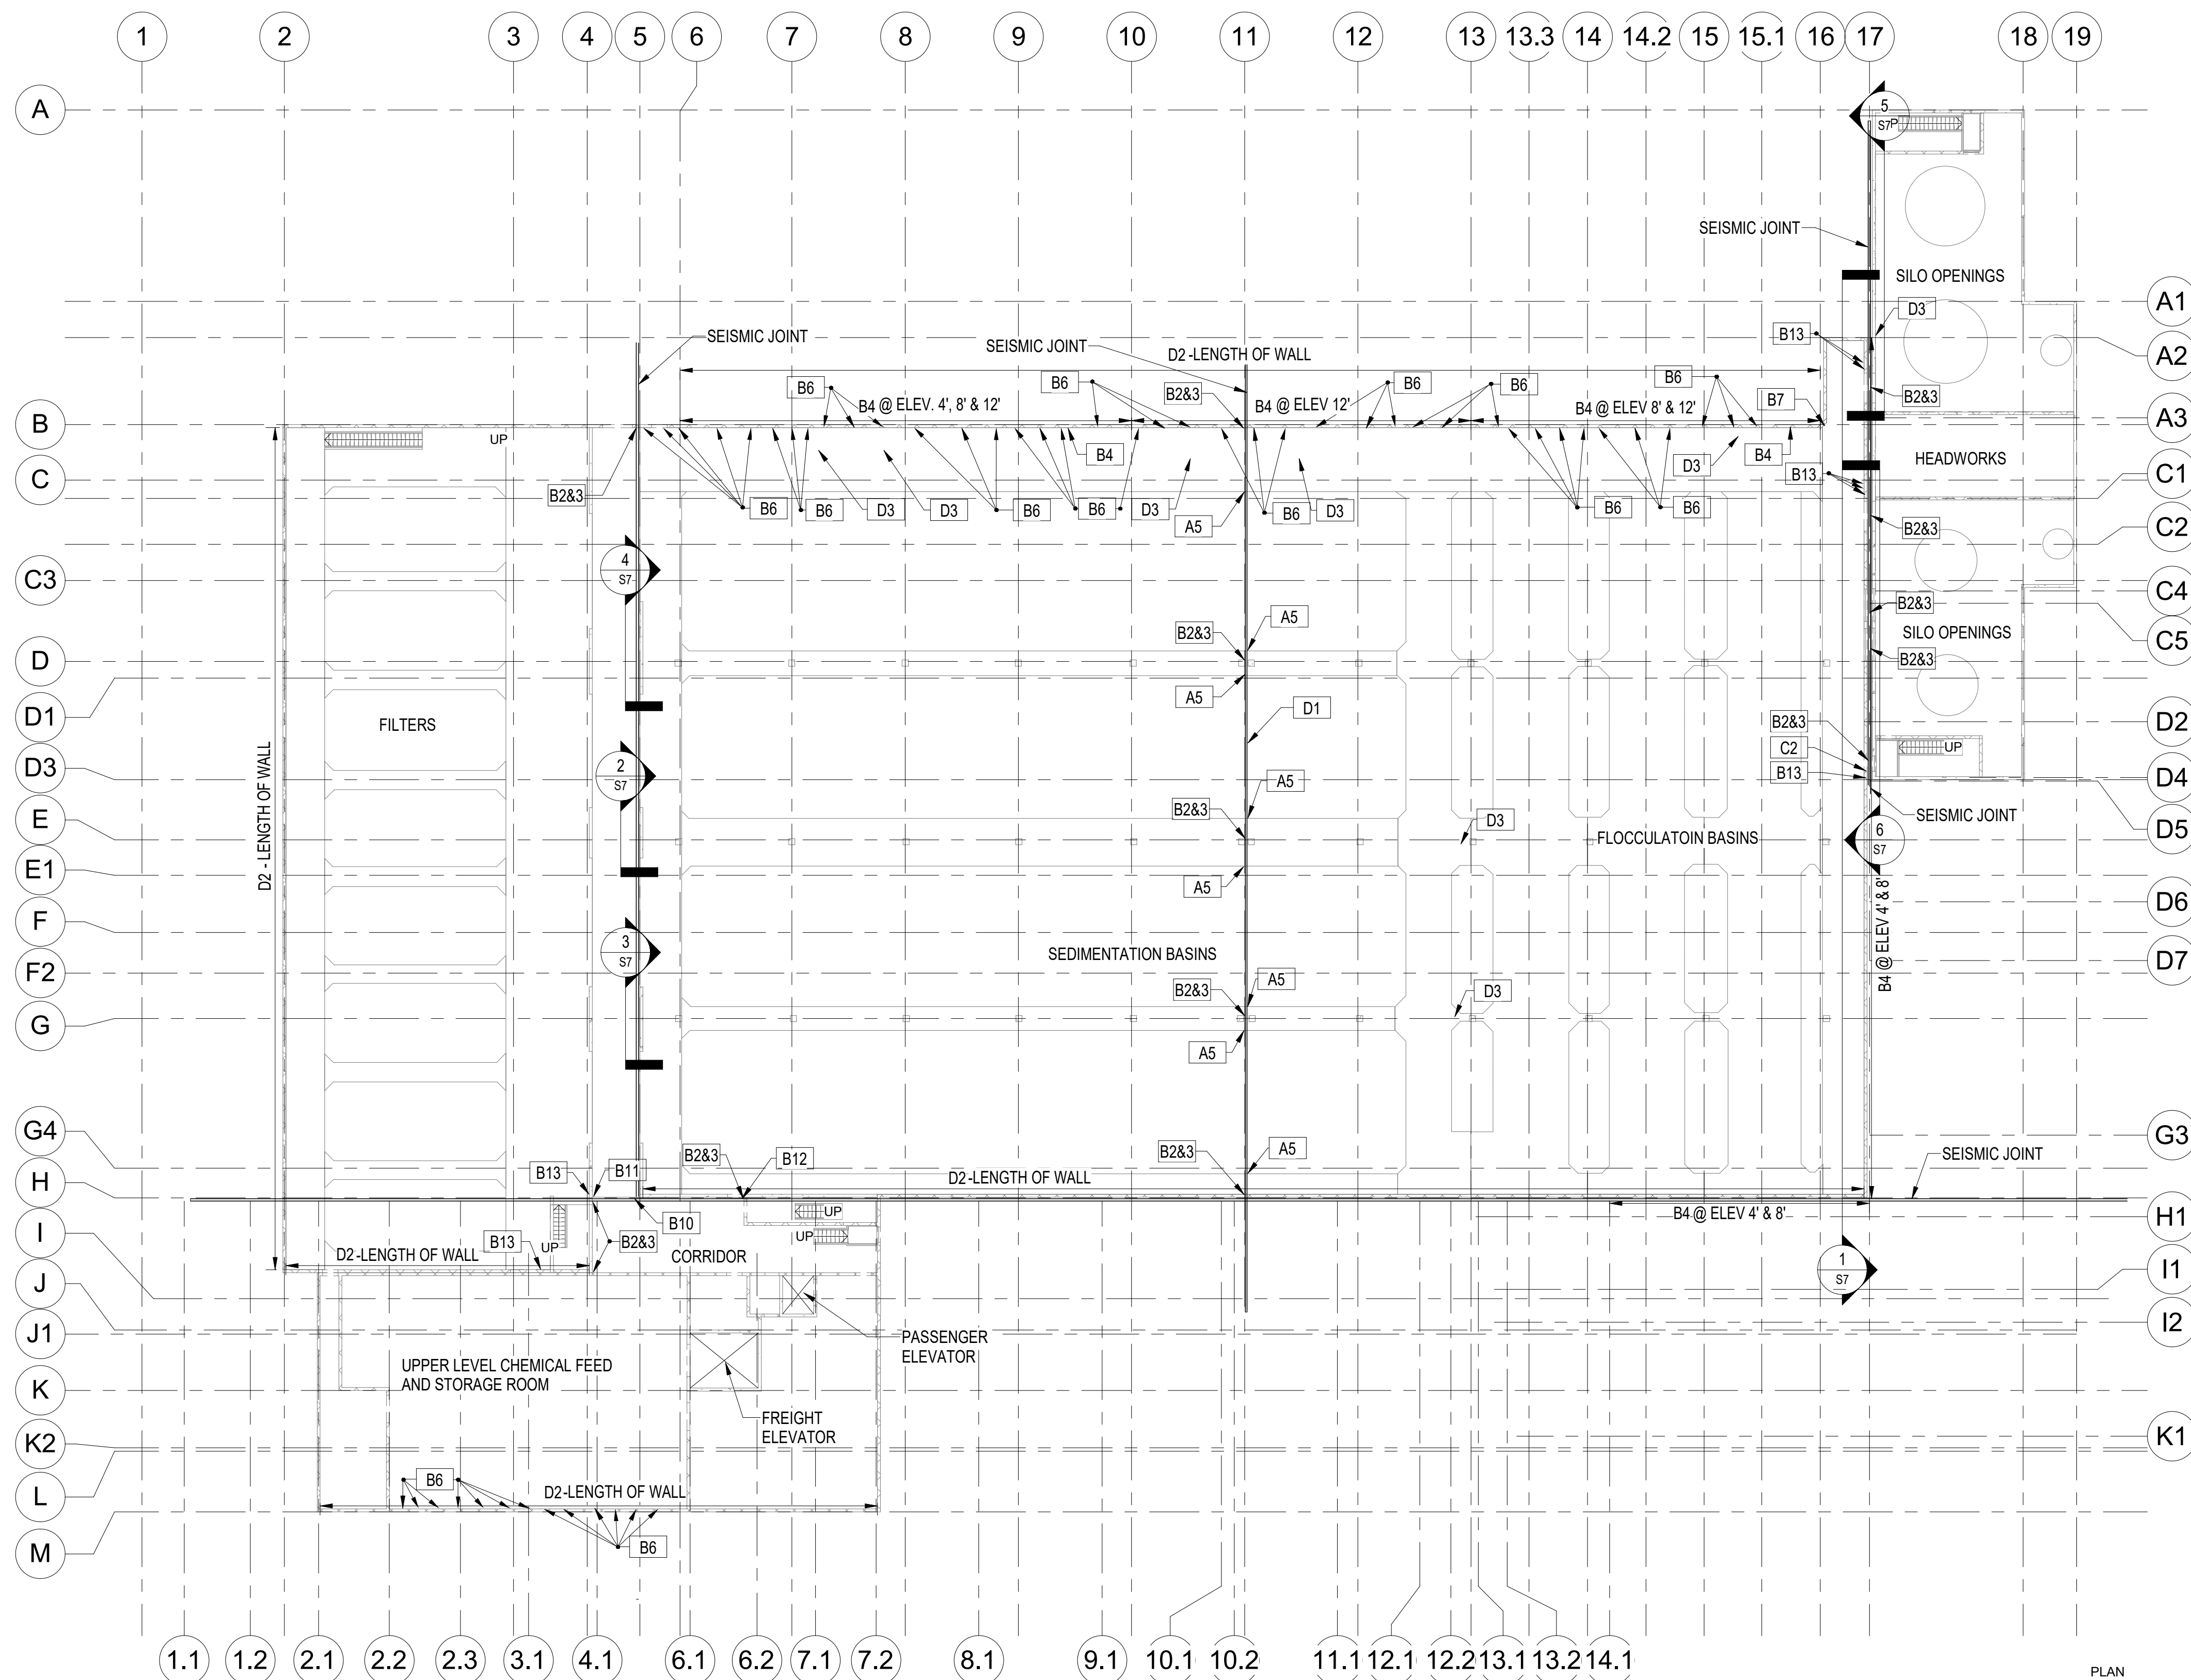 1 2 3 4 5 6 7 8 9 10 11 12 13 13.3 14 14.2 15 15.1 16 17 18 19
A
5
S7
SEISMIC JOINT
SILO OPENINGS
A1
D3
SEISMIC JOINT
SEISMIC JOINT
D2-LENGTH OF WALL
B13
A2
B6
B6
B2&3
B6
B6
B6
B7
B2&3
B
B4 @ ELEV. 4', 8' & 12'
B4 @ ELEV 12'
B4 @ ELEV 8' & 12'
A3
B4
D3
B4
HEADWORKS
C
B2&3
B13
C1
B6
B6
D3
D3
B6
B6
D3
A5
B6
D3
B6
B6
B2&3
C2
4
S7
C3
C4
B2&3
A5
B2&3
C5
SILO OPENINGS
D
B2&3
A5
D1
FILTERS
D1
B2&3
D2
D3
2
S7
C2
UP
B13
D4
A5
D2 - LENGTH OF WALL
E
B2&3
D3
FLOCCULATOIN BASINS
SEISMIC JOINT
6
S7
D5
E1
A5
B4 @ ELEV 4' & 8'
D6
F
3
S7
SEDIMENTATION BASINS
D7
F2
A5
B2&3
D3
G
A5
G4
G3
B13
B11
B2&3
B12
B2&3
A5
SEISMIC JOINT
H
D2-LENGTH OF WALL
B10
UP
B4 @ ELEV 4' & 8'
H1
I
B13
UP
B2&3
UP
D2-LENGTH OF WALL
CORRIDOR
1
S7
I1
J
J1
PASSENGER
ELEVATOR
I2
UPPER LEVEL CHEMICAL FEED
AND STORAGE ROOM
K
FREIGHT
ELEVATOR
K2
K1
L
B6
D2-LENGTH OF WALL
M
B6
UP
1.1 1.2 2.1 2.2 2.3 3.1 4.1 6.1 6.2 7.1 7.2 8.1 9.1 10.1 10.2 11.1 12.1 12.2 13.1 13.2 14.1
PLAN